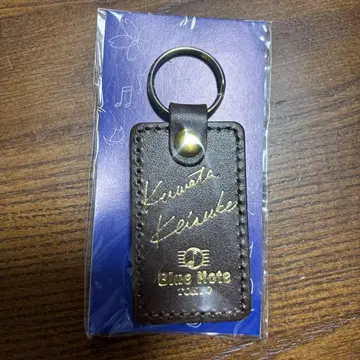 Kuwata
Keisuke
Blue Note
TOKYO